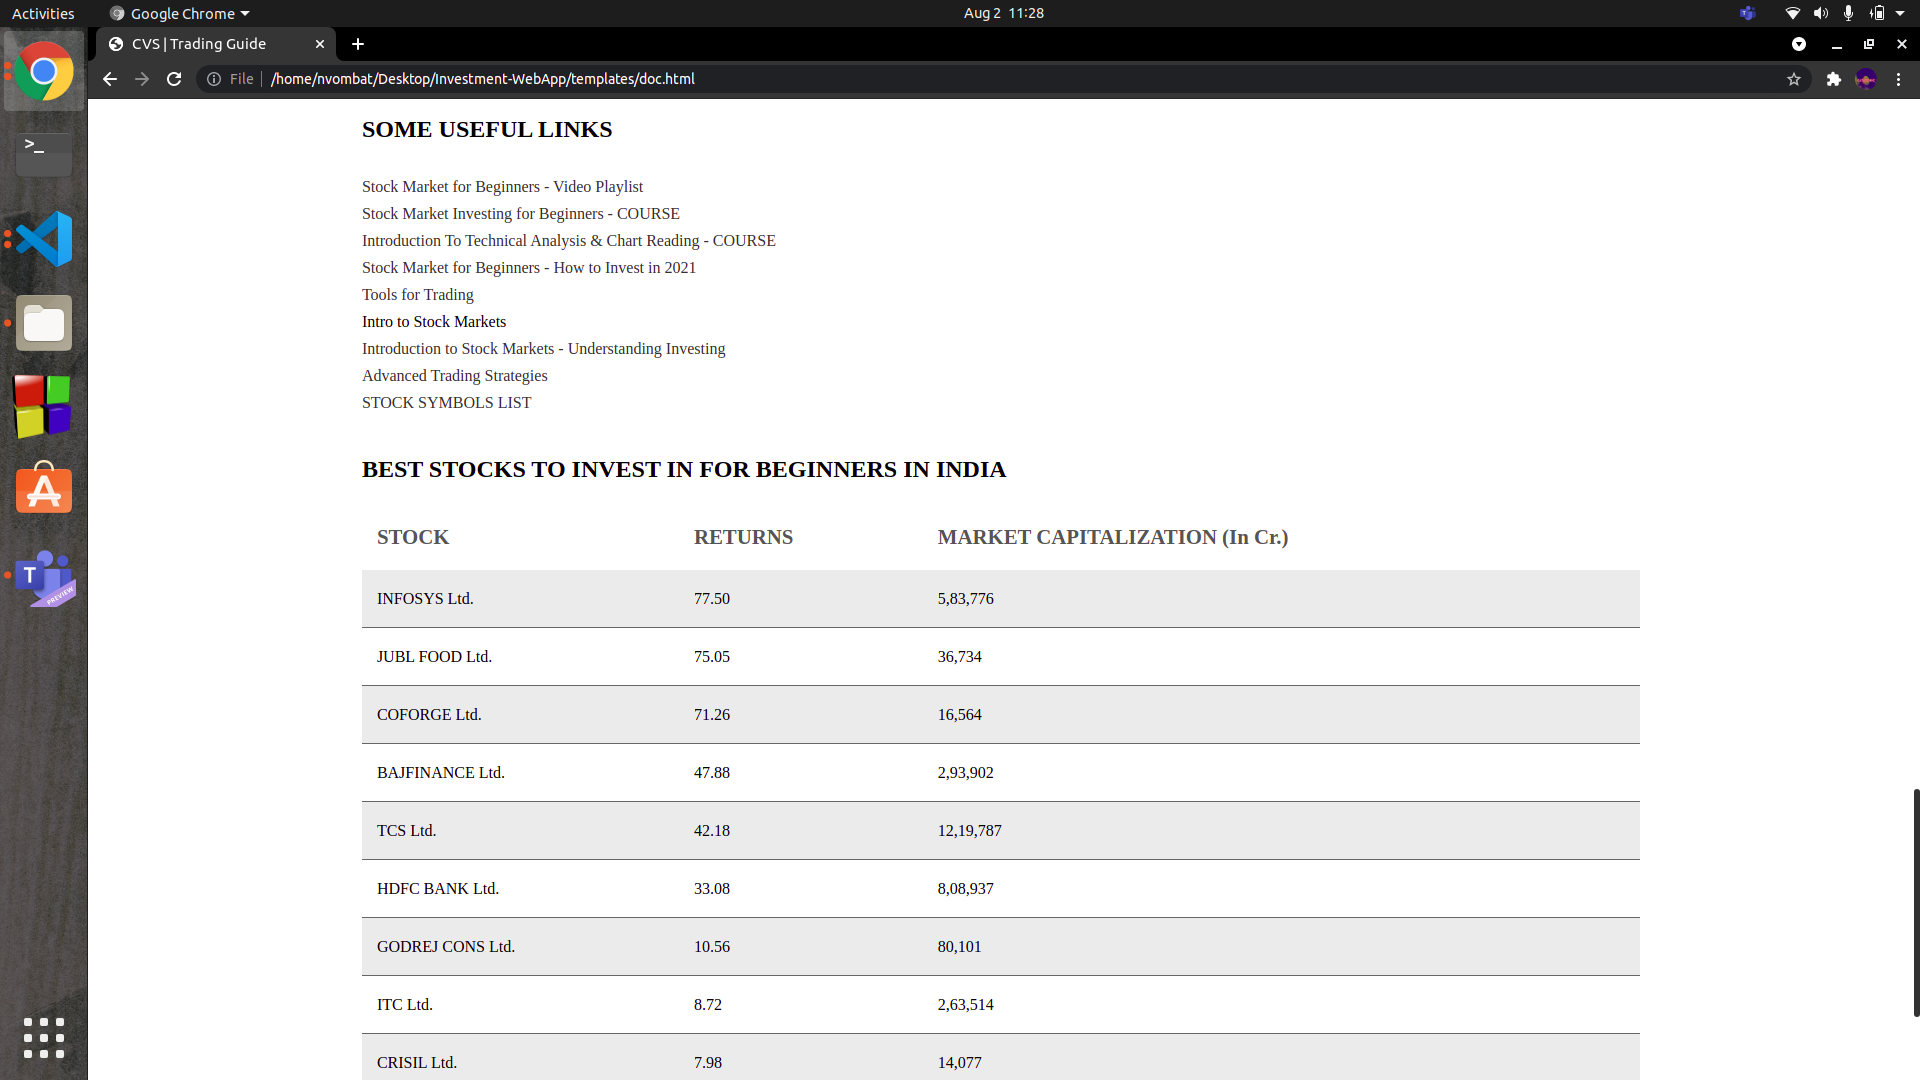 Activities Google Chrome Aug 2 11:28
CVS | Trading Guide
File /home/nvombat/Desktop/Investment-WebApp/templates/doc.html
SOME USEFUL LINKS
Stock Market for Beginners - Video Playlist
Stock Market Investing for Beginners - COURSE
Introduction To Technical Analysis & Chart Reading - COURSE
Stock Market for Beginners - How to Invest in 2021
Tools for Trading
Intro to Stock Markets
Introduction to Stock Markets - Understanding Investing
Advanced Trading Strategies
STOCK SYMBOLS LIST
BEST STOCKS TO INVEST IN FOR BEGINNERS IN INDIA
STOCK RETURNS MARKET CAPITALIZATION (In Cr.)
INFOSYS Ltd. 77.50 5,83,776
JUBL FOOD Ltd. 75.05 36,734
COFORGE Ltd. 71.26 16,564
BAJFINANCE Ltd. 47.88 2,93,902
TCS Ltd. 42.18 12,19,787
HDFC BANK Ltd. 33.08 8,08,937
GODREJ CONS Ltd. 10.56 80,101
ITC Ltd. 8.72 2,63,514
CRISIL Ltd. 7.98 14,077
>_
T
PREVIEW